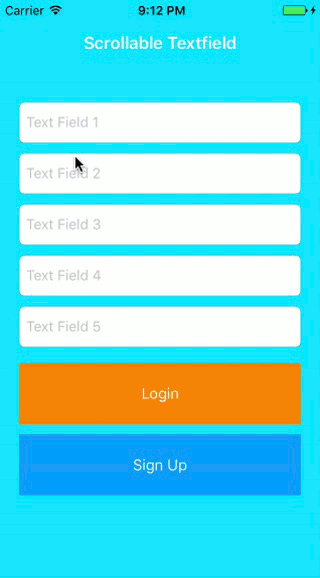 Carrier 9:12 PM
Scrollable Textfield
Text Field 1
Text Field 2
Text Field 3
Text Field 4
Text Field 5
Login
Sign Up